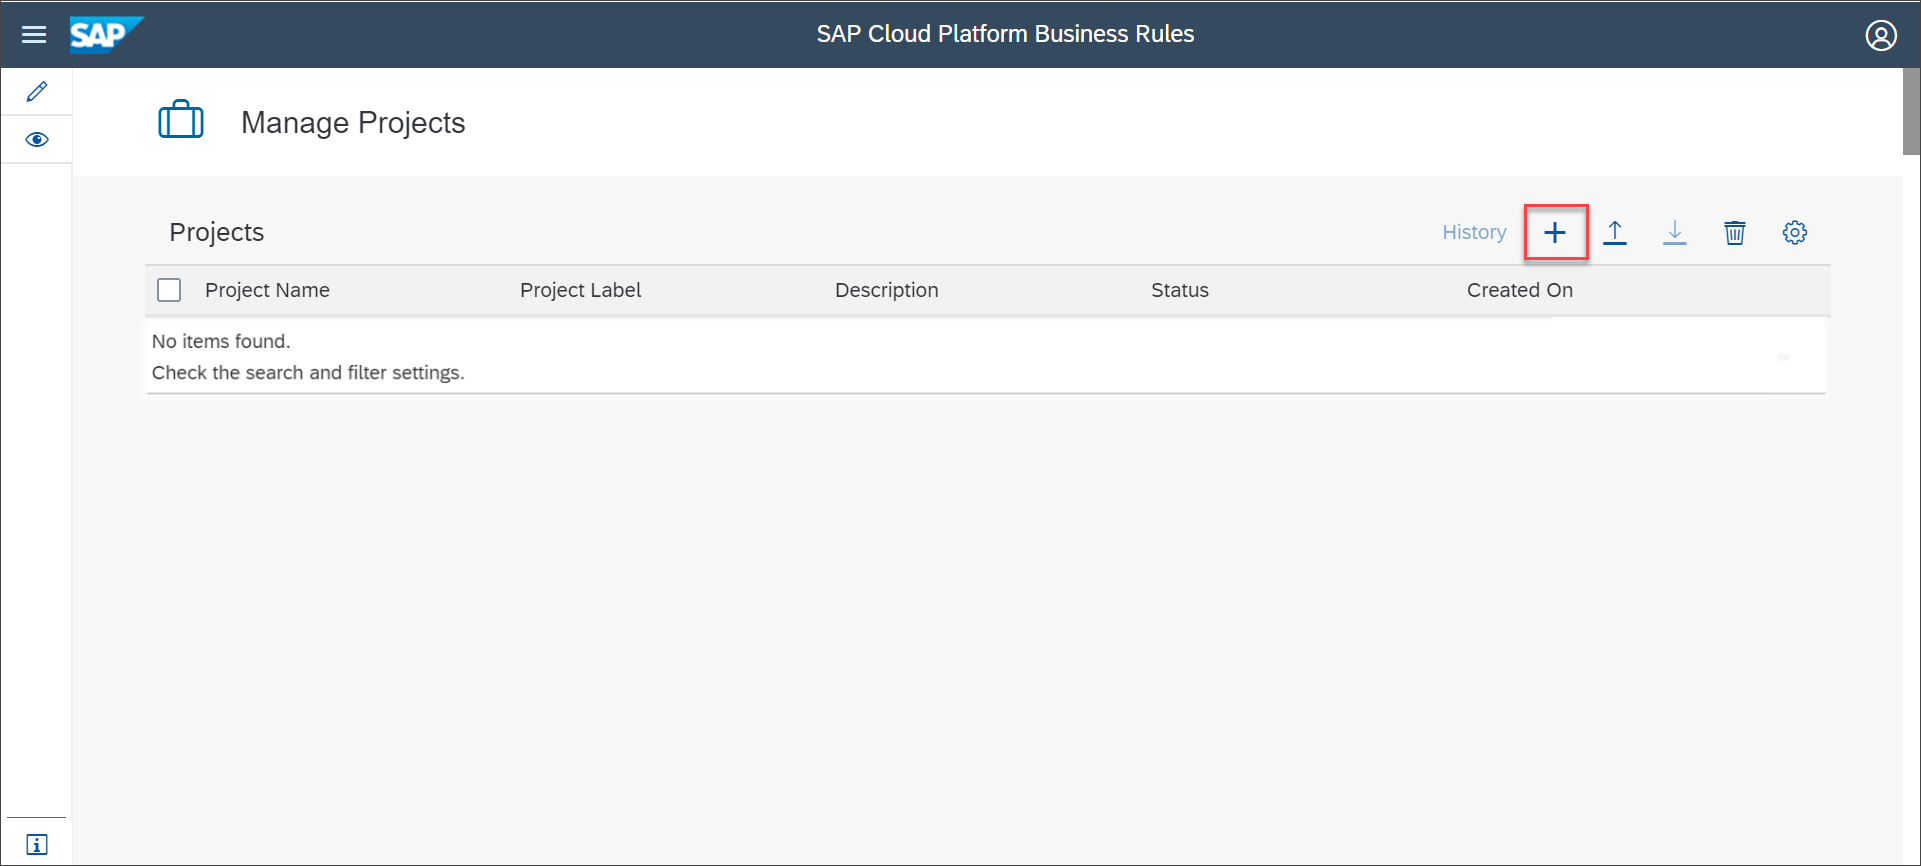 SAP
SAP Cloud Platform Business Rules
Manage Projects
Projects
History
Project Name
Project Label
Description
Status
Created On
No items found.
Check the search and filter settings.